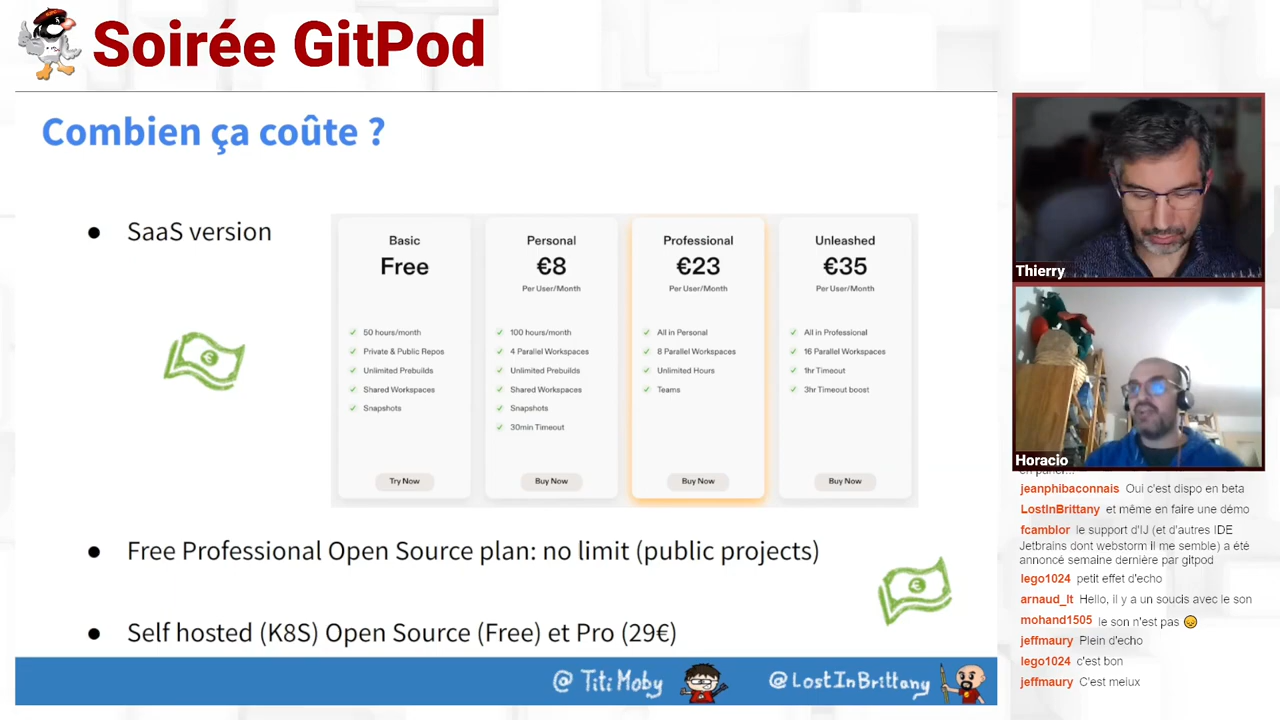 Soirée GitPod
Combien ça coûte ?
SaaS version
Basic
Free
50 hours/month
Private & Public Repos
Unlimited Prebuilds
Shared Workspaces
Snapshots
Try Now
Personal
€8
Per User/Month
100 hours/month
4 Parallel Workspaces
Unlimited Prebuilds
Shared Workspaces
Snapshots
30min Timeout
Buy Now
Professional
€23
Per User/Month
All in Personal
8 Parallel Workspaces
Unlimited Hours
Teams
Buy Now
Unleashed
€35
Per User/Month
All in Professional
16 Parallel Workspaces
1hr Timeout
3hr Timeout boost
Buy Now
Free Professional Open Source plan: no limit (public projects)
Self hosted (K8S) Open Source (Free) et Pro (29€)
@TitiMoby
@LostInBrittany
Thierry
Horacio
jeanphibaconnais Oui c'est dispo en beta
LostInBrittany et même en faire une démo
fcamblor le support d'IJ (et d'autres IDE
Jetbrains dont webstorm il me semble) a été
annoncé semaine dernière par gitpod
lego1024 petit effet d'echo
arnaud_lt Hello, il y a un soucis avec le son
mohand1505 le son n'est pas
jeffmaury Plein d'echo
lego1024 c'est bon
jeffmaury C'est meiux